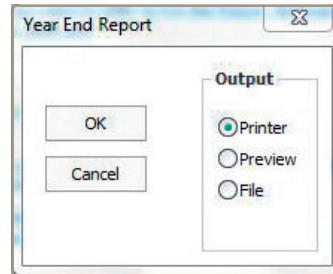 Year End Report
Output
OK
Cancel
Printer
Preview
File